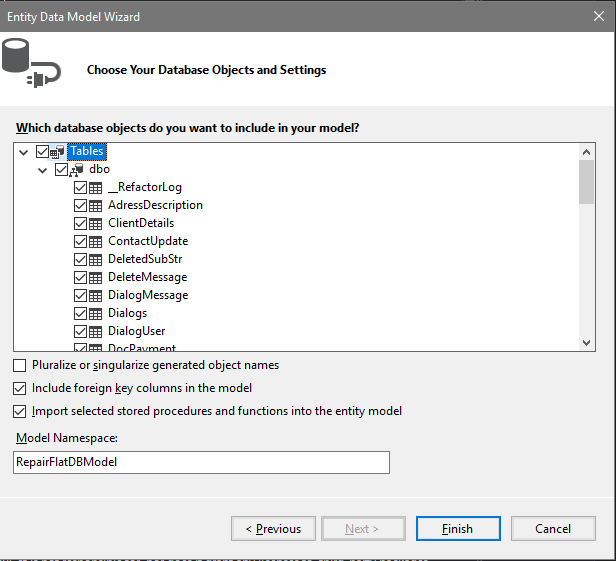 Entity Data Model Wizard
Choose Your Database Objects and Settings
Which database objects do you want to include in your model?
Tables
dbo
__RefactorLog
AdressDescription
ClientDetails
ContactUpdate
DeletedSubStr
DeleteMessage
DialogMessage
Dialogs
DialogUser
DocPayment
Pluralize or singularize generated object names
Include foreign key columns in the model
Import selected stored procedures and functions into the entity model
Model Namespace:
RepairFlatDBModel
< Previous
Next >
Finish
Cancel